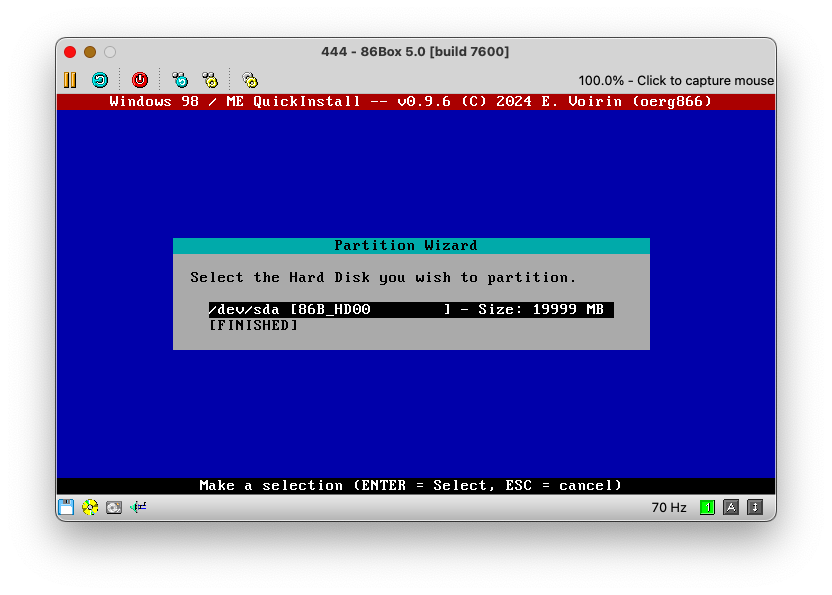 444 - 86Box 5.0 [build 7600]
100.0% - Click to capture mouse
Windows 98 / ME QuickInstall -- v0.9.6 (C) 2024 E. Voirin (oerg866)
Partition Wizard
Select the Hard Disk you wish to partition.
/dev/sda [86B_HD00        ] - Size: 19999 MB
[FINISHED]
Make a selection (ENTER = Select, ESC = cancel)
70 Hz